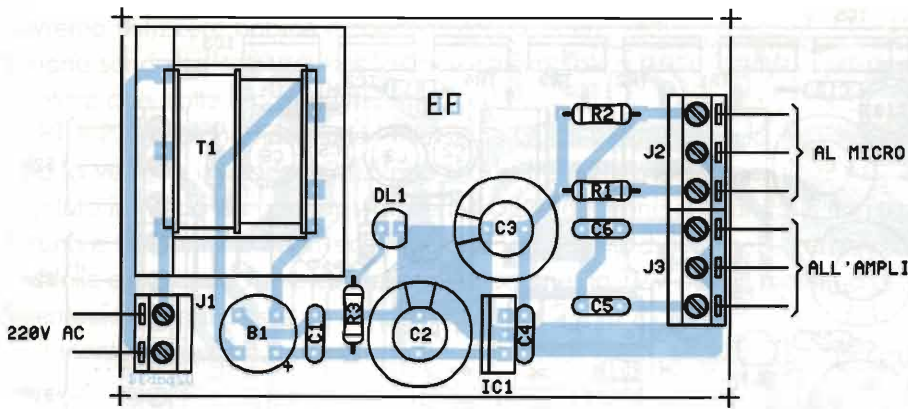 EF
R2
T1
J2
AL MICRO
R1
DL1
C3
C6
J3
ALL'AMPLI
J1
C5
220V AC
B1
C1
R3
C2
C4
+
IC1